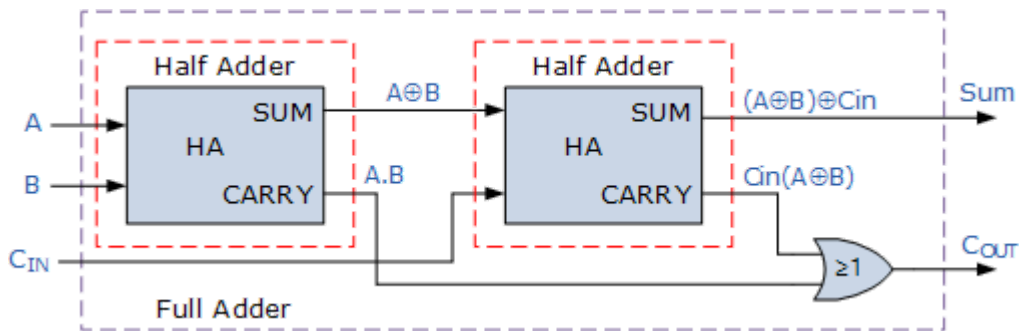 Half Adder
Half Adder
A⊕B
(A⊕B)⊕Cin
Sum
SUM
SUM
A
HA
HA
B
A.B
Cin(A⊕B)
CARRY
CARRY
C_IN
C_OUT
≥1
Full Adder